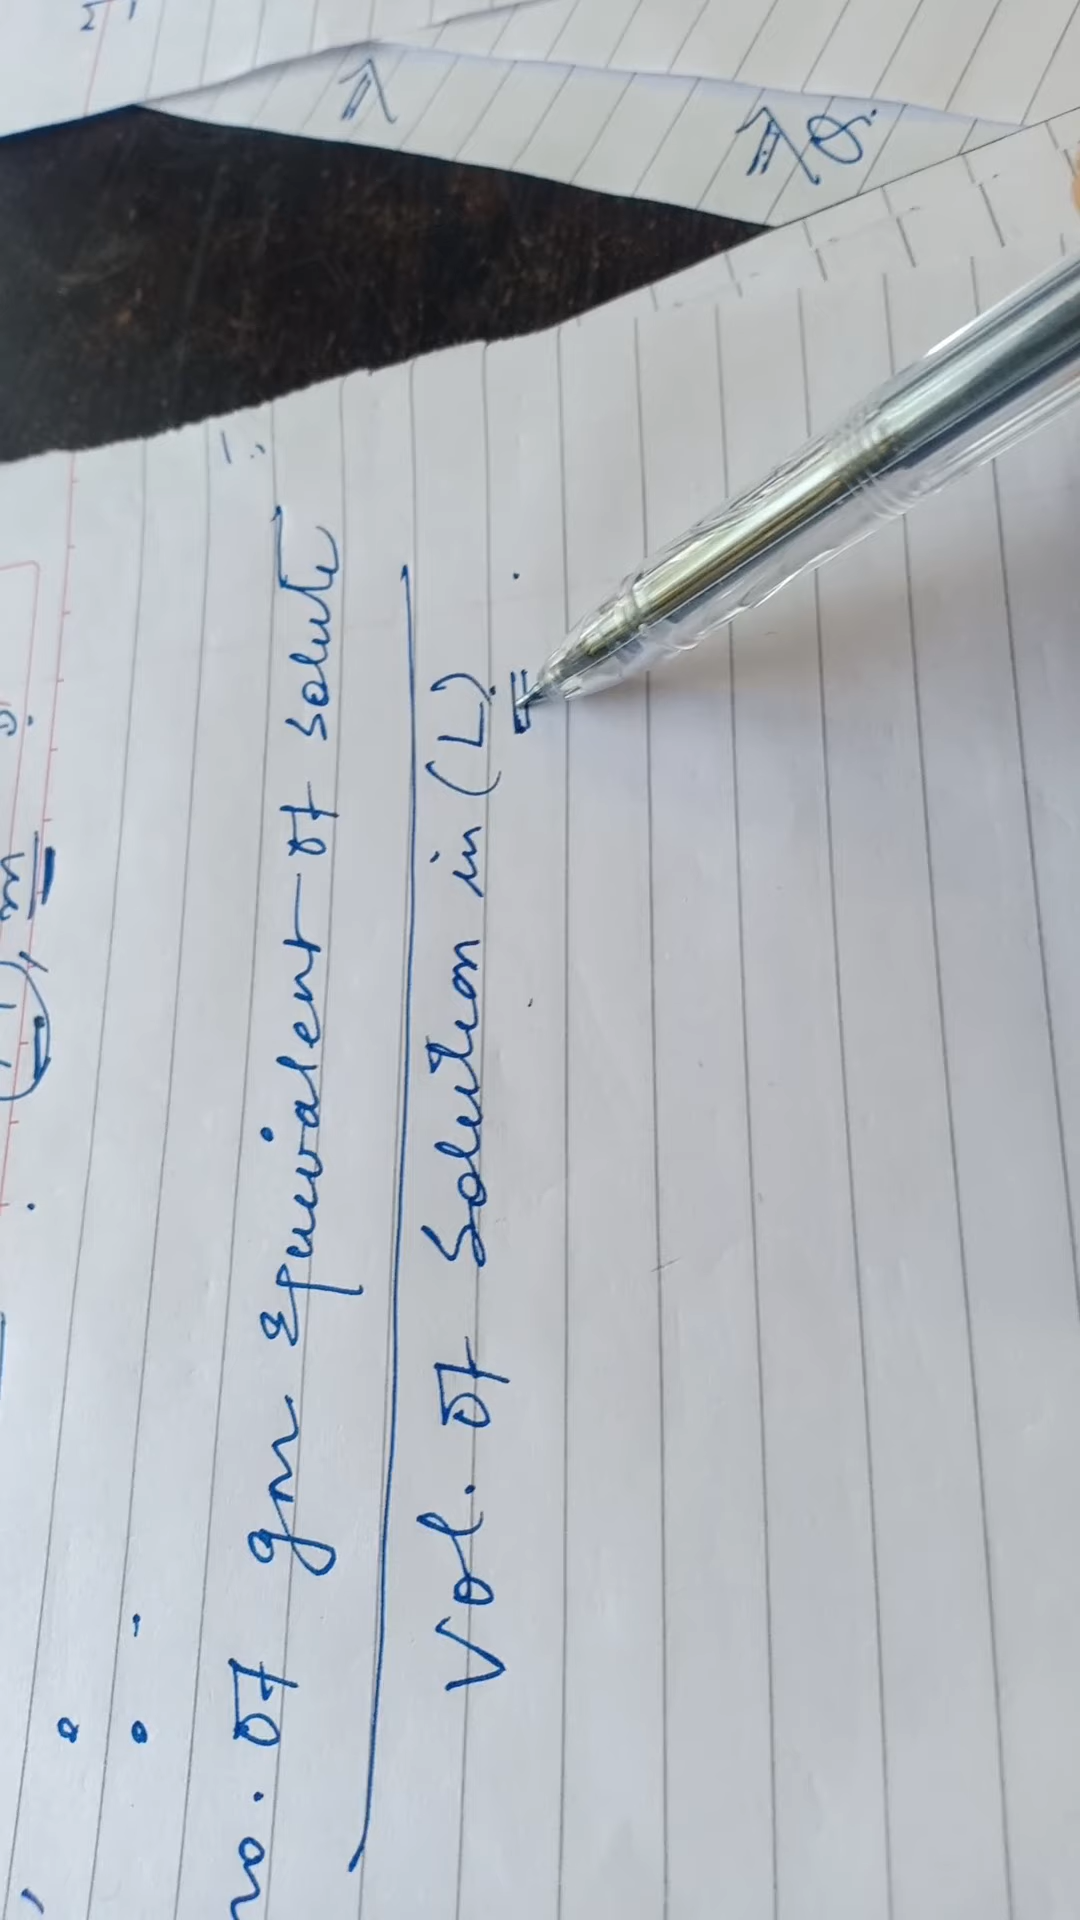 no. of gm Equivalent of solute
Vol. of Solution in (L)